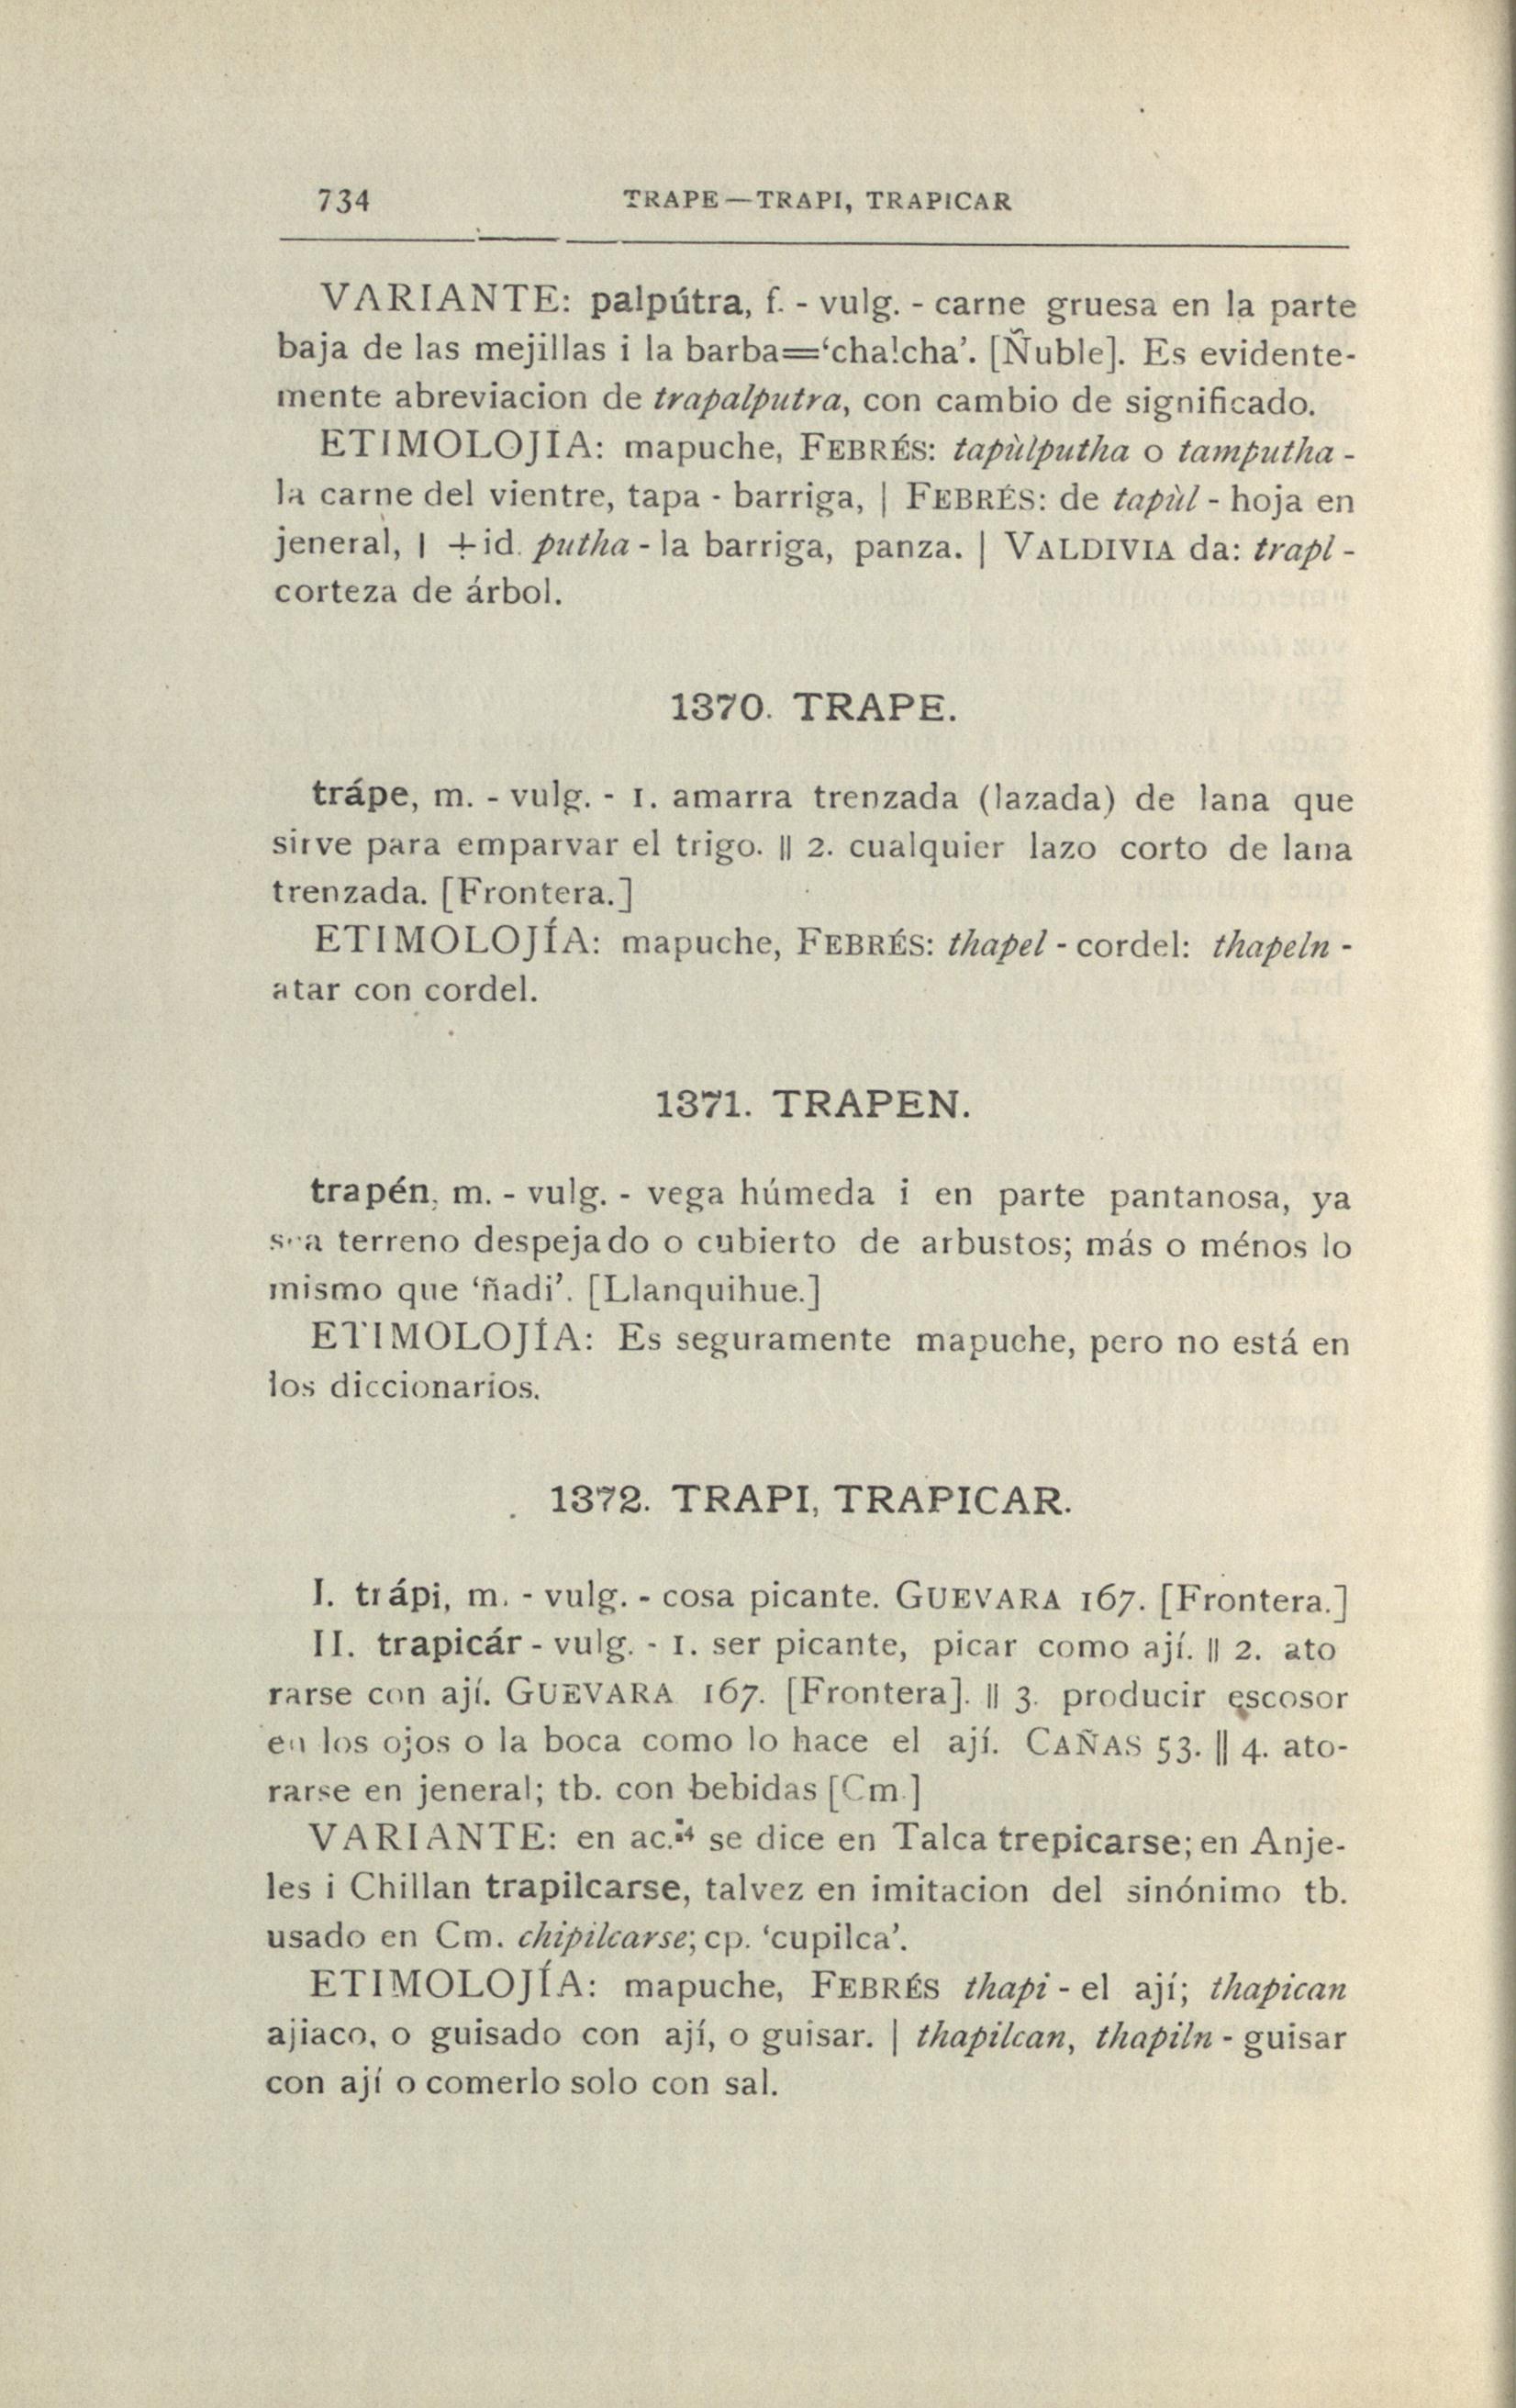 734 TRAPE—TRAPI, TRAPICAR
VARIANTE: palpútra, f. - vulg. - carne gruesa en la parte
baja de las mejillas i la barba=‘chalcha’. [Ñuble]. Es evidente-
mente abreviacion de trapalputra, con cambio de significado.
ETIMOLOJIA: mapuche, FEBRÉS: tapùlputha o tamputha -
la carne del vientre, tapa - barriga, | FEBRÉS: de tapùl - hoja en
jeneral, | +id. putha - la barriga, panza. | VALDIVIA da: trapl -
corteza de árbol.
1370. TRAPE.
trápe, m. - vulg. - 1. amarra trenzada (lazada) de lana que
sirve para emparvar el trigo. || 2. cualquier lazo corto de lana
trenzada. [Frontera.]
ETIMOLOJÍA: mapuche, FEBRÉS: thapel - cordel: thapeln -
atar con cordel.
1371. TRAPEN.
trapén, m. - vulg. - vega húmeda i en parte pantanosa, ya
sea terreno despejado o cubierto de arbustos; más o ménos lo
mismo que ‘ñadi’. [Llanquihue.]
ETIMOLOJÍA: Es seguramente mapuche, pero no está en
los diccionarios.
1372. TRAPI, TRAPICAR.
I. trápi, m. - vulg. - cosa picante. GUEVARA 167. [Frontera.]
II. trapicár - vulg. - 1. ser picante, picar como ají. || 2. ato
rarse con ají. GUEVARA 167. [Frontera]. || 3. producir escosor
en los ojos o la boca como lo hace el ají. CAÑAS 53. || 4. ato-
rarse en jeneral; tb. con bebidas [Cm.]
VARIANTE: en ac. 4 se dice en Talca trepicarse; en Anje-
les i Chillan trapilcarse, talvez en imitacion del sinónimo tb.
usado en Cm. chipilcarse; cp. ‘cupilca’.
ETIMOLOJÍA: mapuche, FEBRÉS thapi - el ají; thapican
ajiaco, o guisado con ají, o guisar. | thapilcan, thapiln - guisar
con ají o comerlo solo con sal.